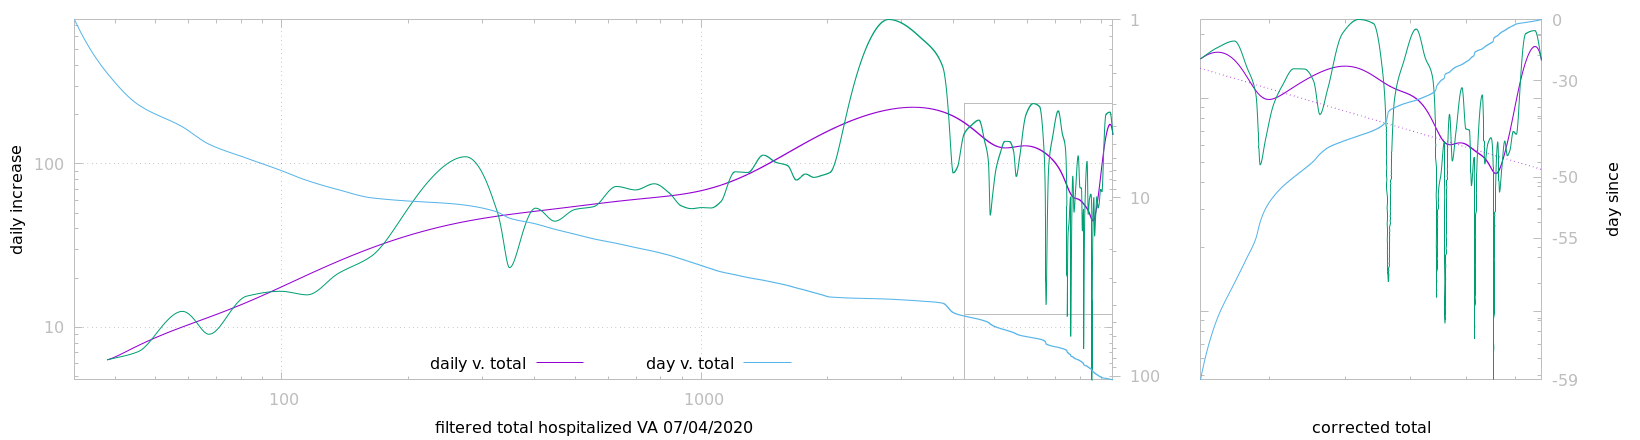 daily increase
100
10
100
1000
1
10
100
daily v. total
day v. total
filtered total hospitalized VA 07/04/2020
0
-30
-50
-55
-59
day since
corrected total